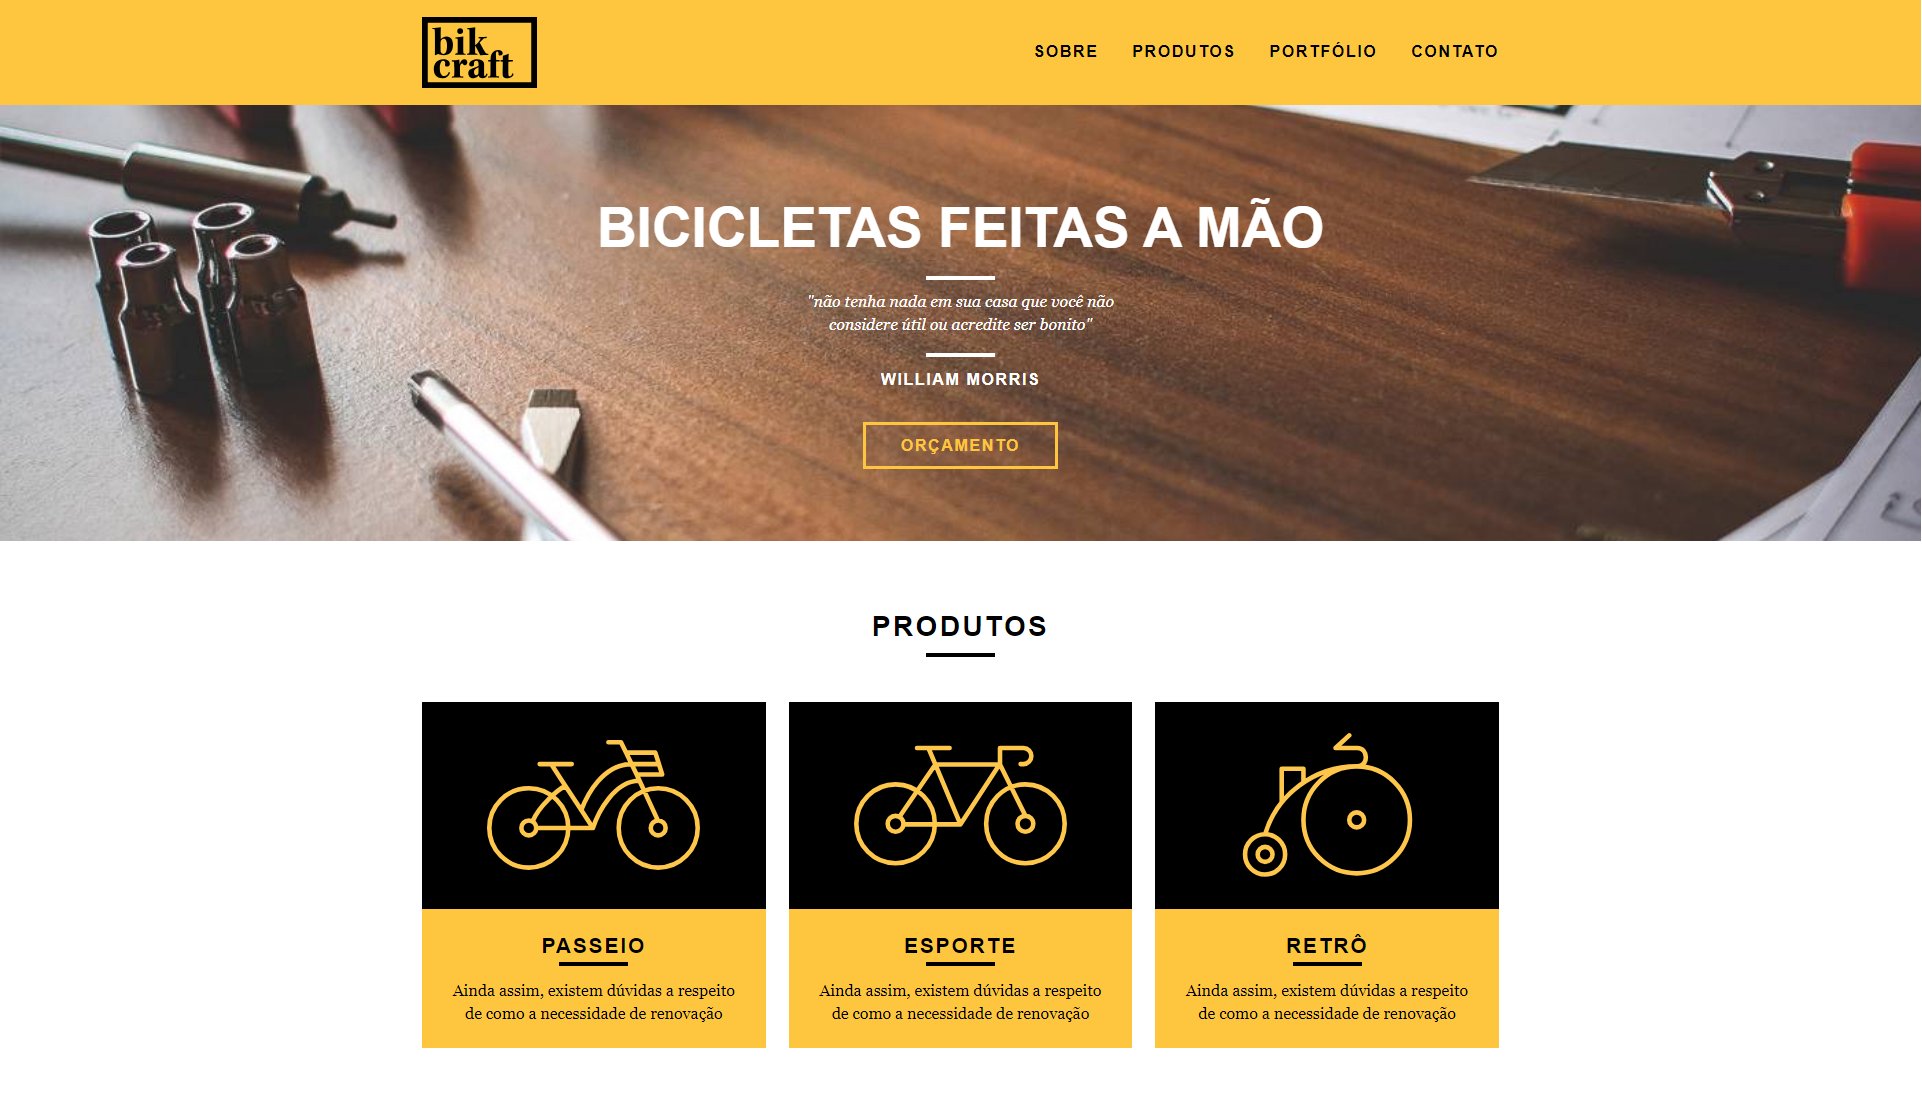 bik
craft
SOBRE PRODUTOS PORTFÓLIO CONTATO
BICICLETAS FEITAS A MÃO
"não tenha nada em sua casa que você não
considere útil ou acredite ser bonito"
WILLIAM MORRIS
ORÇAMENTO
PRODUTOS
PASSEIO
Ainda assim, existem dúvidas a respeito
de como a necessidade de renovação
ESPORTE
Ainda assim, existem dúvidas a respeito
de como a necessidade de renovação
RETRÔ
Ainda assim, existem dúvidas a respeito
de como a necessidade de renovação